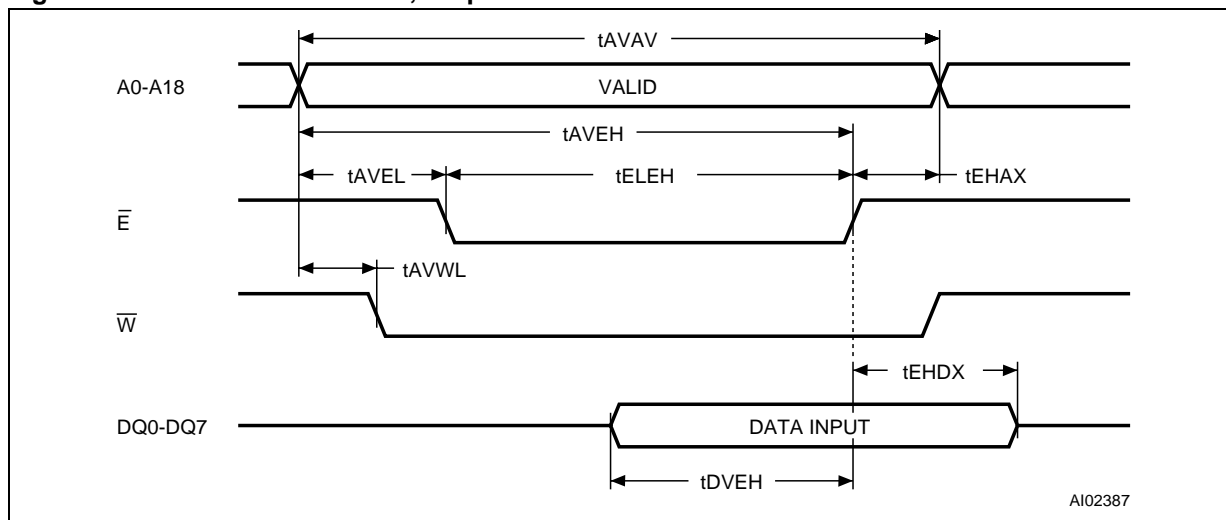 tAVAV
A0-A18
VALID
tAVEH
tAVEL
tELEH
tEHAX
E̅
tAVWL
W̅
tEHDX
DQ0-DQ7
DATA INPUT
tDVEH
AI02387